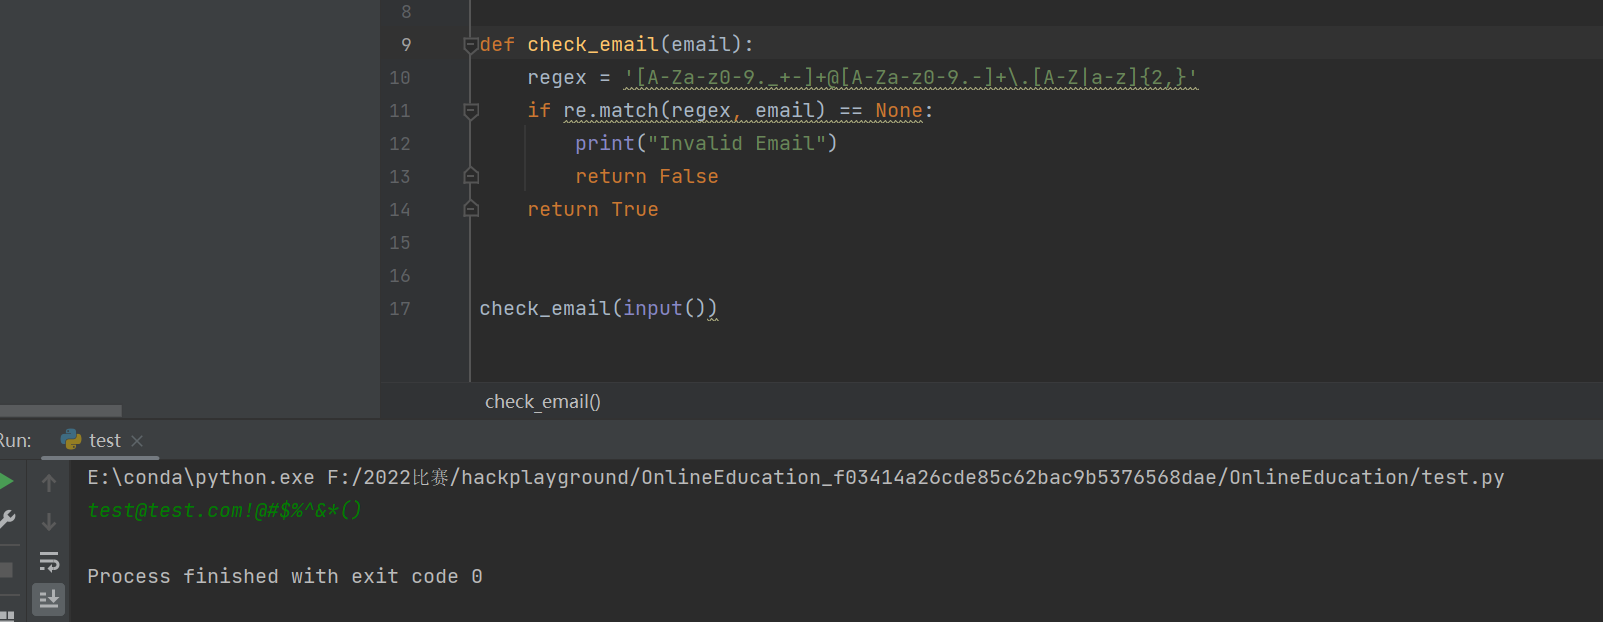 8
9 def check_email(email):
10 regex = '[A-Za-z0-9._+-]+@[A-Za-z0-9.-]+\.[A-Z|a-z]{2,}'
11 if re.match(regex, email) == None:
12 print("Invalid Email")
13 return False
14 return True
15
16
17 check_email(input())
check_email()
Run: test
E:\conda\python.exe F:/2022比赛/hackplayground/OnlineEducation_f03414a26cde85c62bac9b5376568dae/OnlineEducation/test.py
test@test.com!@#$%^&*()
Process finished with exit code 0